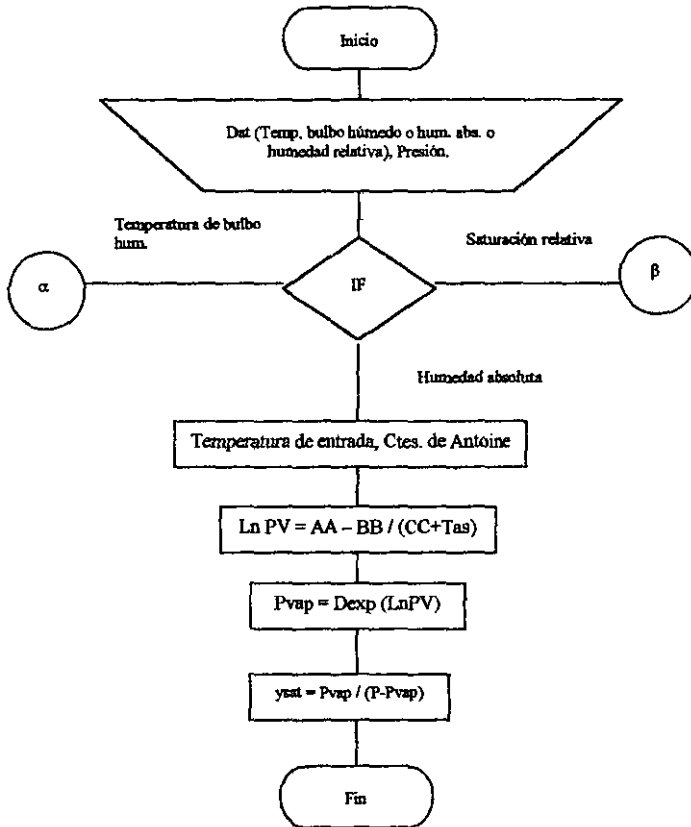 Inicio
Dat (Temp. bulbo húmedo o hum. abs. o
humedad relativa), Presión.
Temperatura de bulbo
hum.
Saturación relativa
α
IF
β
Humedad absoluta
Temperatura de entrada, Ctes. de Antoine
Ln PV = AA – BB / (CC+Tas)
Pvap = Dexp (LnPV)
ysat = Pvap / (P-Pvap)
Fin